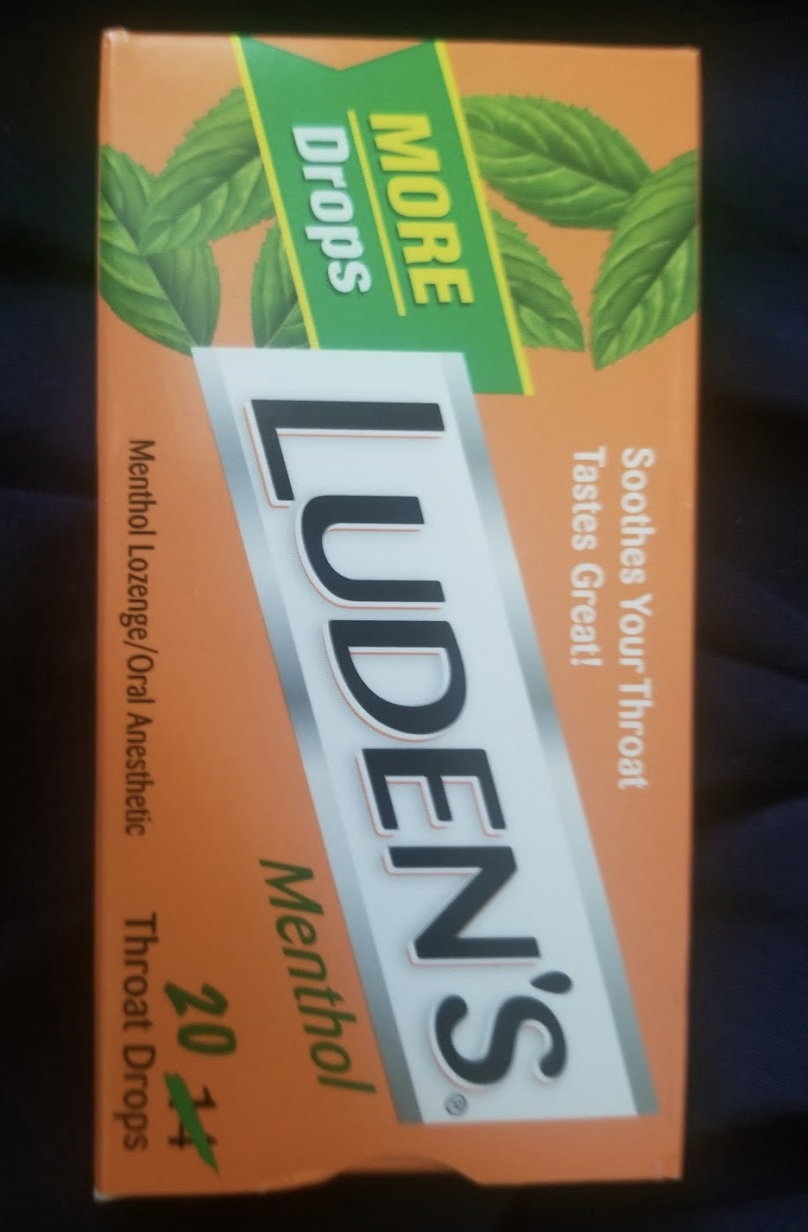 MORE
Drops
Soothes Your Throat
Tastes Great!
LUDEN'S®
Menthol
20 14
Menthol Lozenge/Oral Anesthetic Throat Drops